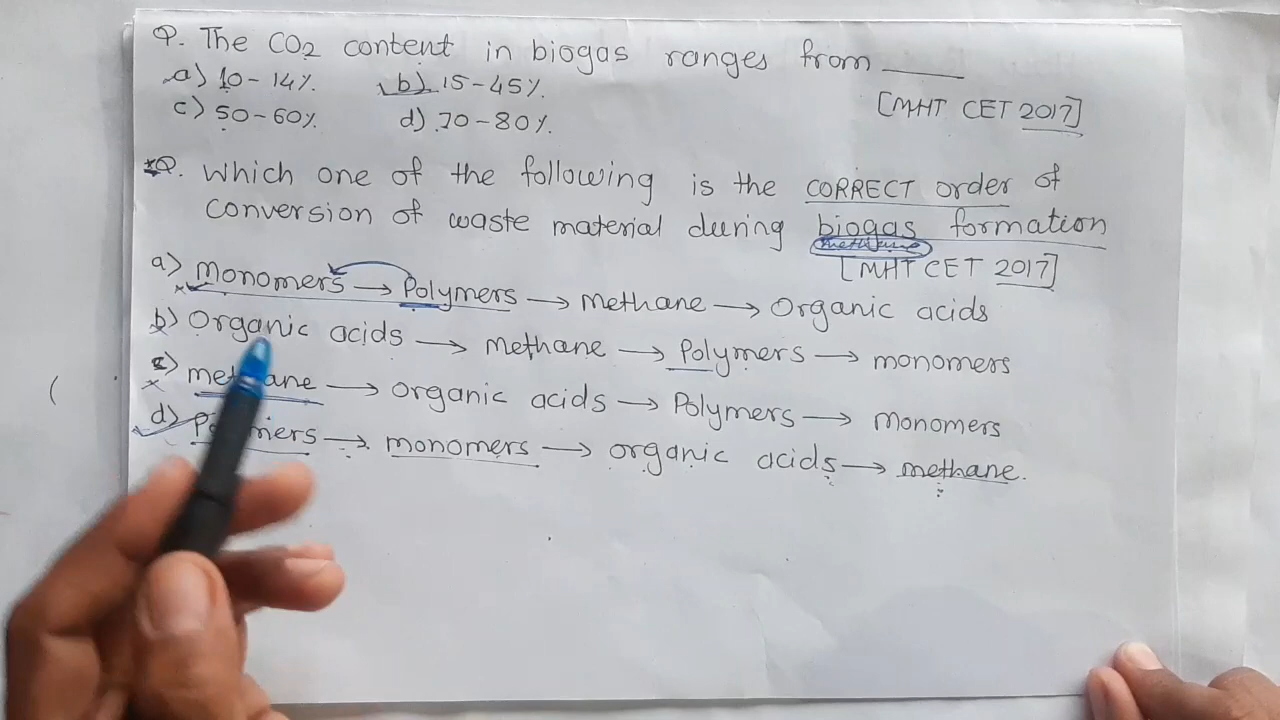 Q. The CO2 content in biogas ranges from ____
a) 10-14%. b) 15-45%.
c) 50-60% d) 70-80%. [MHT CET 2017]
*Q. Which one of the following is the CORRECT order of
conversion of waste material during biogas formation
methane
[MHT CET 2017]
a) Monomers → Polymers → Methane → Organic acids
b) Organic acids → Methane → Polymers → monomers
c) methane → organic acids → Polymers → monomers
d) Polymers → monomers → organic acids → methane.